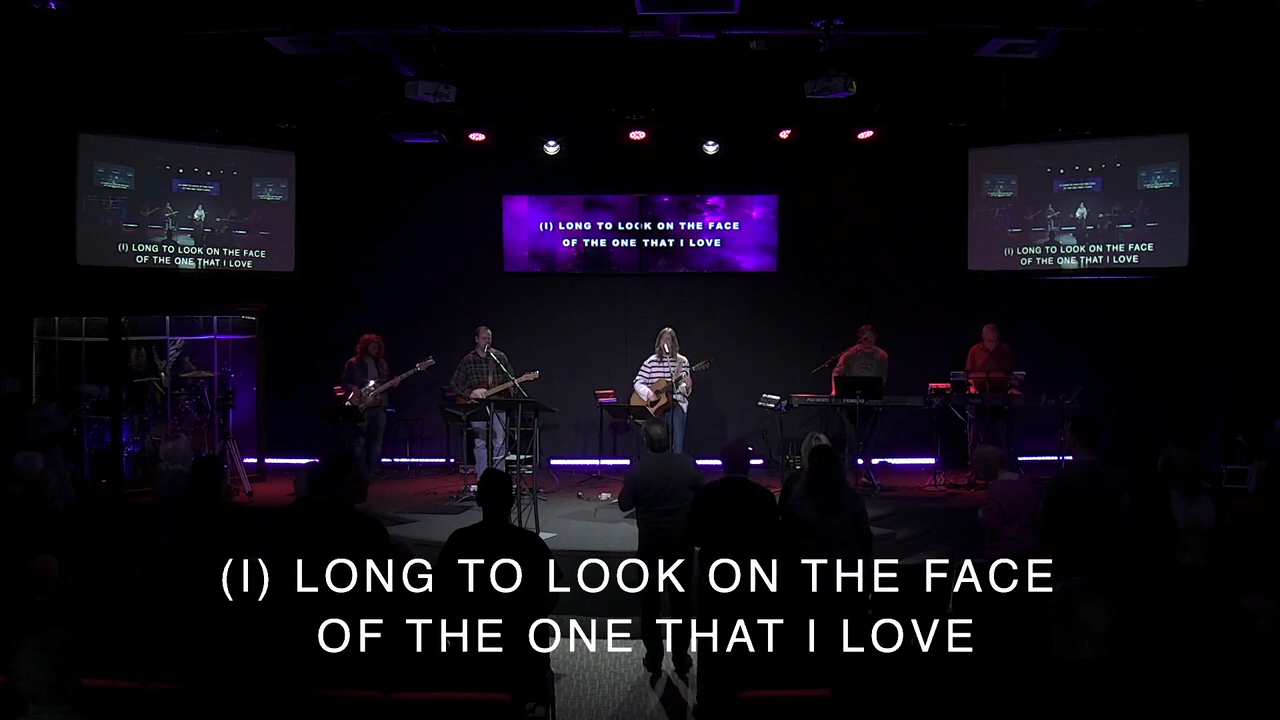 (I) LONG TO LOOK ON THE FACE
OF THE ONE THAT I LOVE
(I) LONG TO LOOK ON THE FACE
OF THE ONE THAT I LOVE
(I) LONG TO LOOK ON THE FACE
OF THE ONE THAT I LOVE
(I) LONG TO LOOK ON THE FACE
OF THE ONE THAT I LOVE